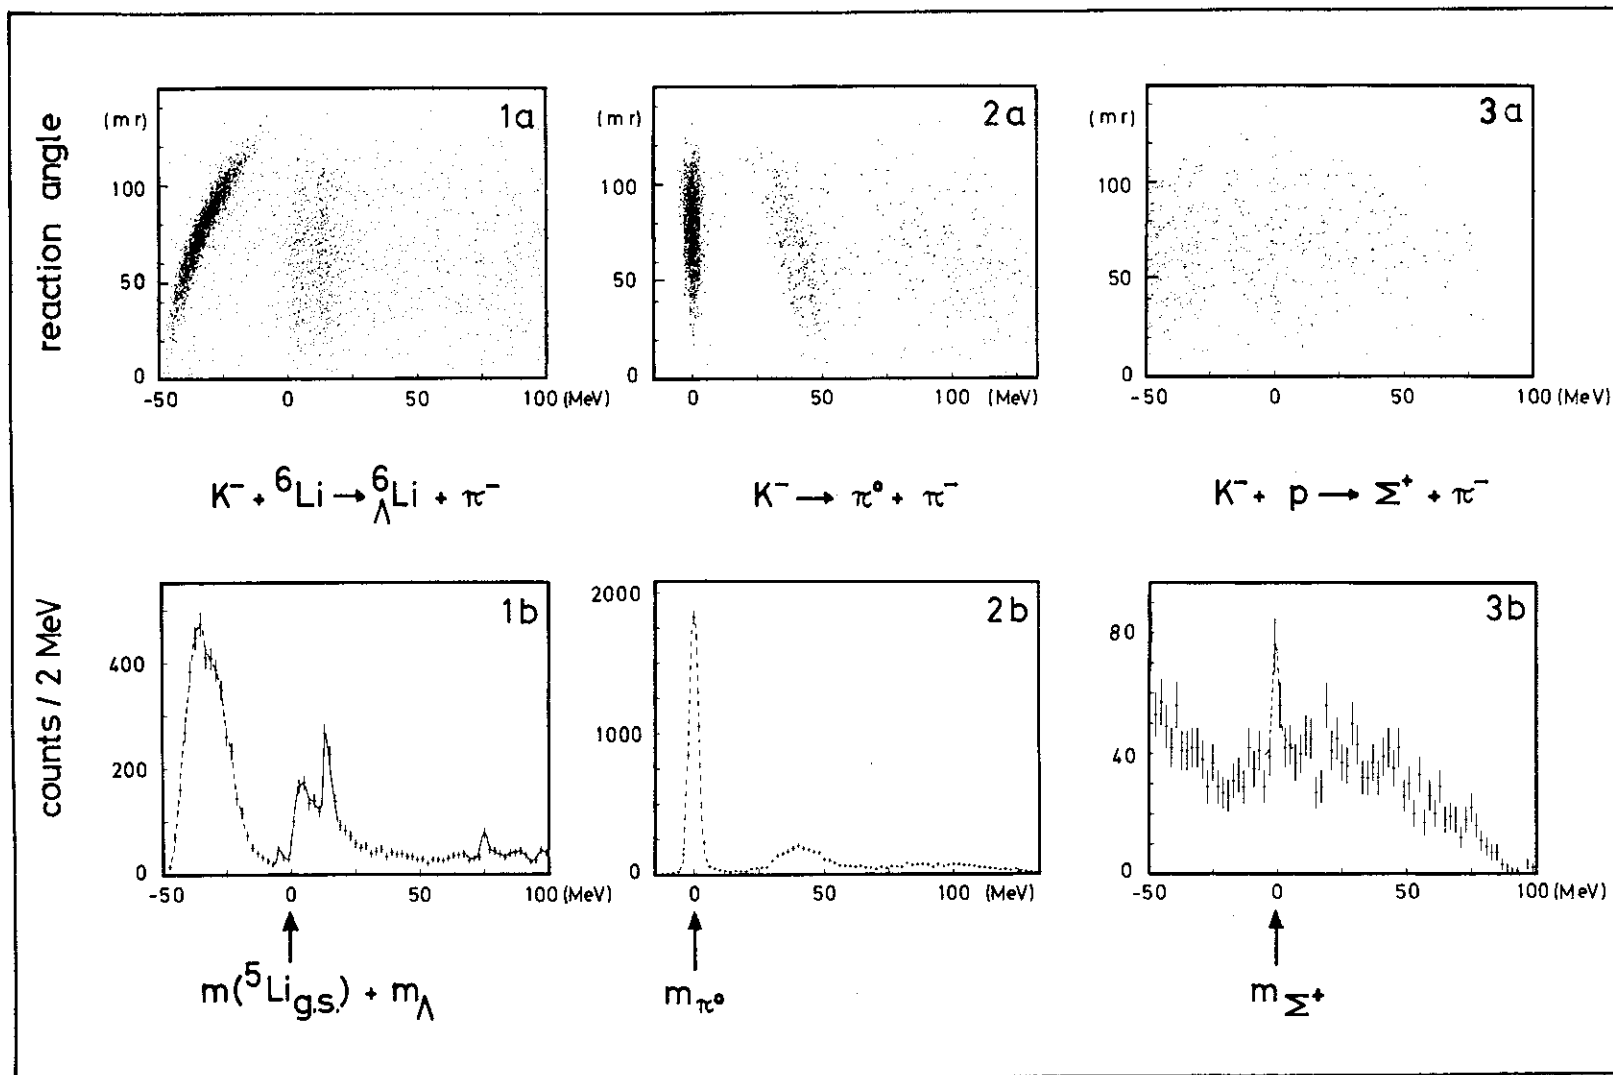 reaction angle
(mr)
1a
100
50
0
-50
0
50
100 (MeV)
(mr)
2a
100
50
0
0
50
(MeV)
(mr)
3a
100
50
0
-50
0
50
100 (MeV)
K⁻ + ⁶Li → ⁶ΛLi + π⁻
K⁻ → π⁰ + π⁻
K⁻ + p → Σ⁺ + π⁻
counts / 2 MeV
1b
400
200
0
-50
0
50
100 (MeV)
2b
2000
1000
0
0
50
100 (MeV)
3b
80
40
0
-50
0
50
100 (MeV)
m(⁵Li g.s.) + mΛ
mπ⁰
mΣ⁺